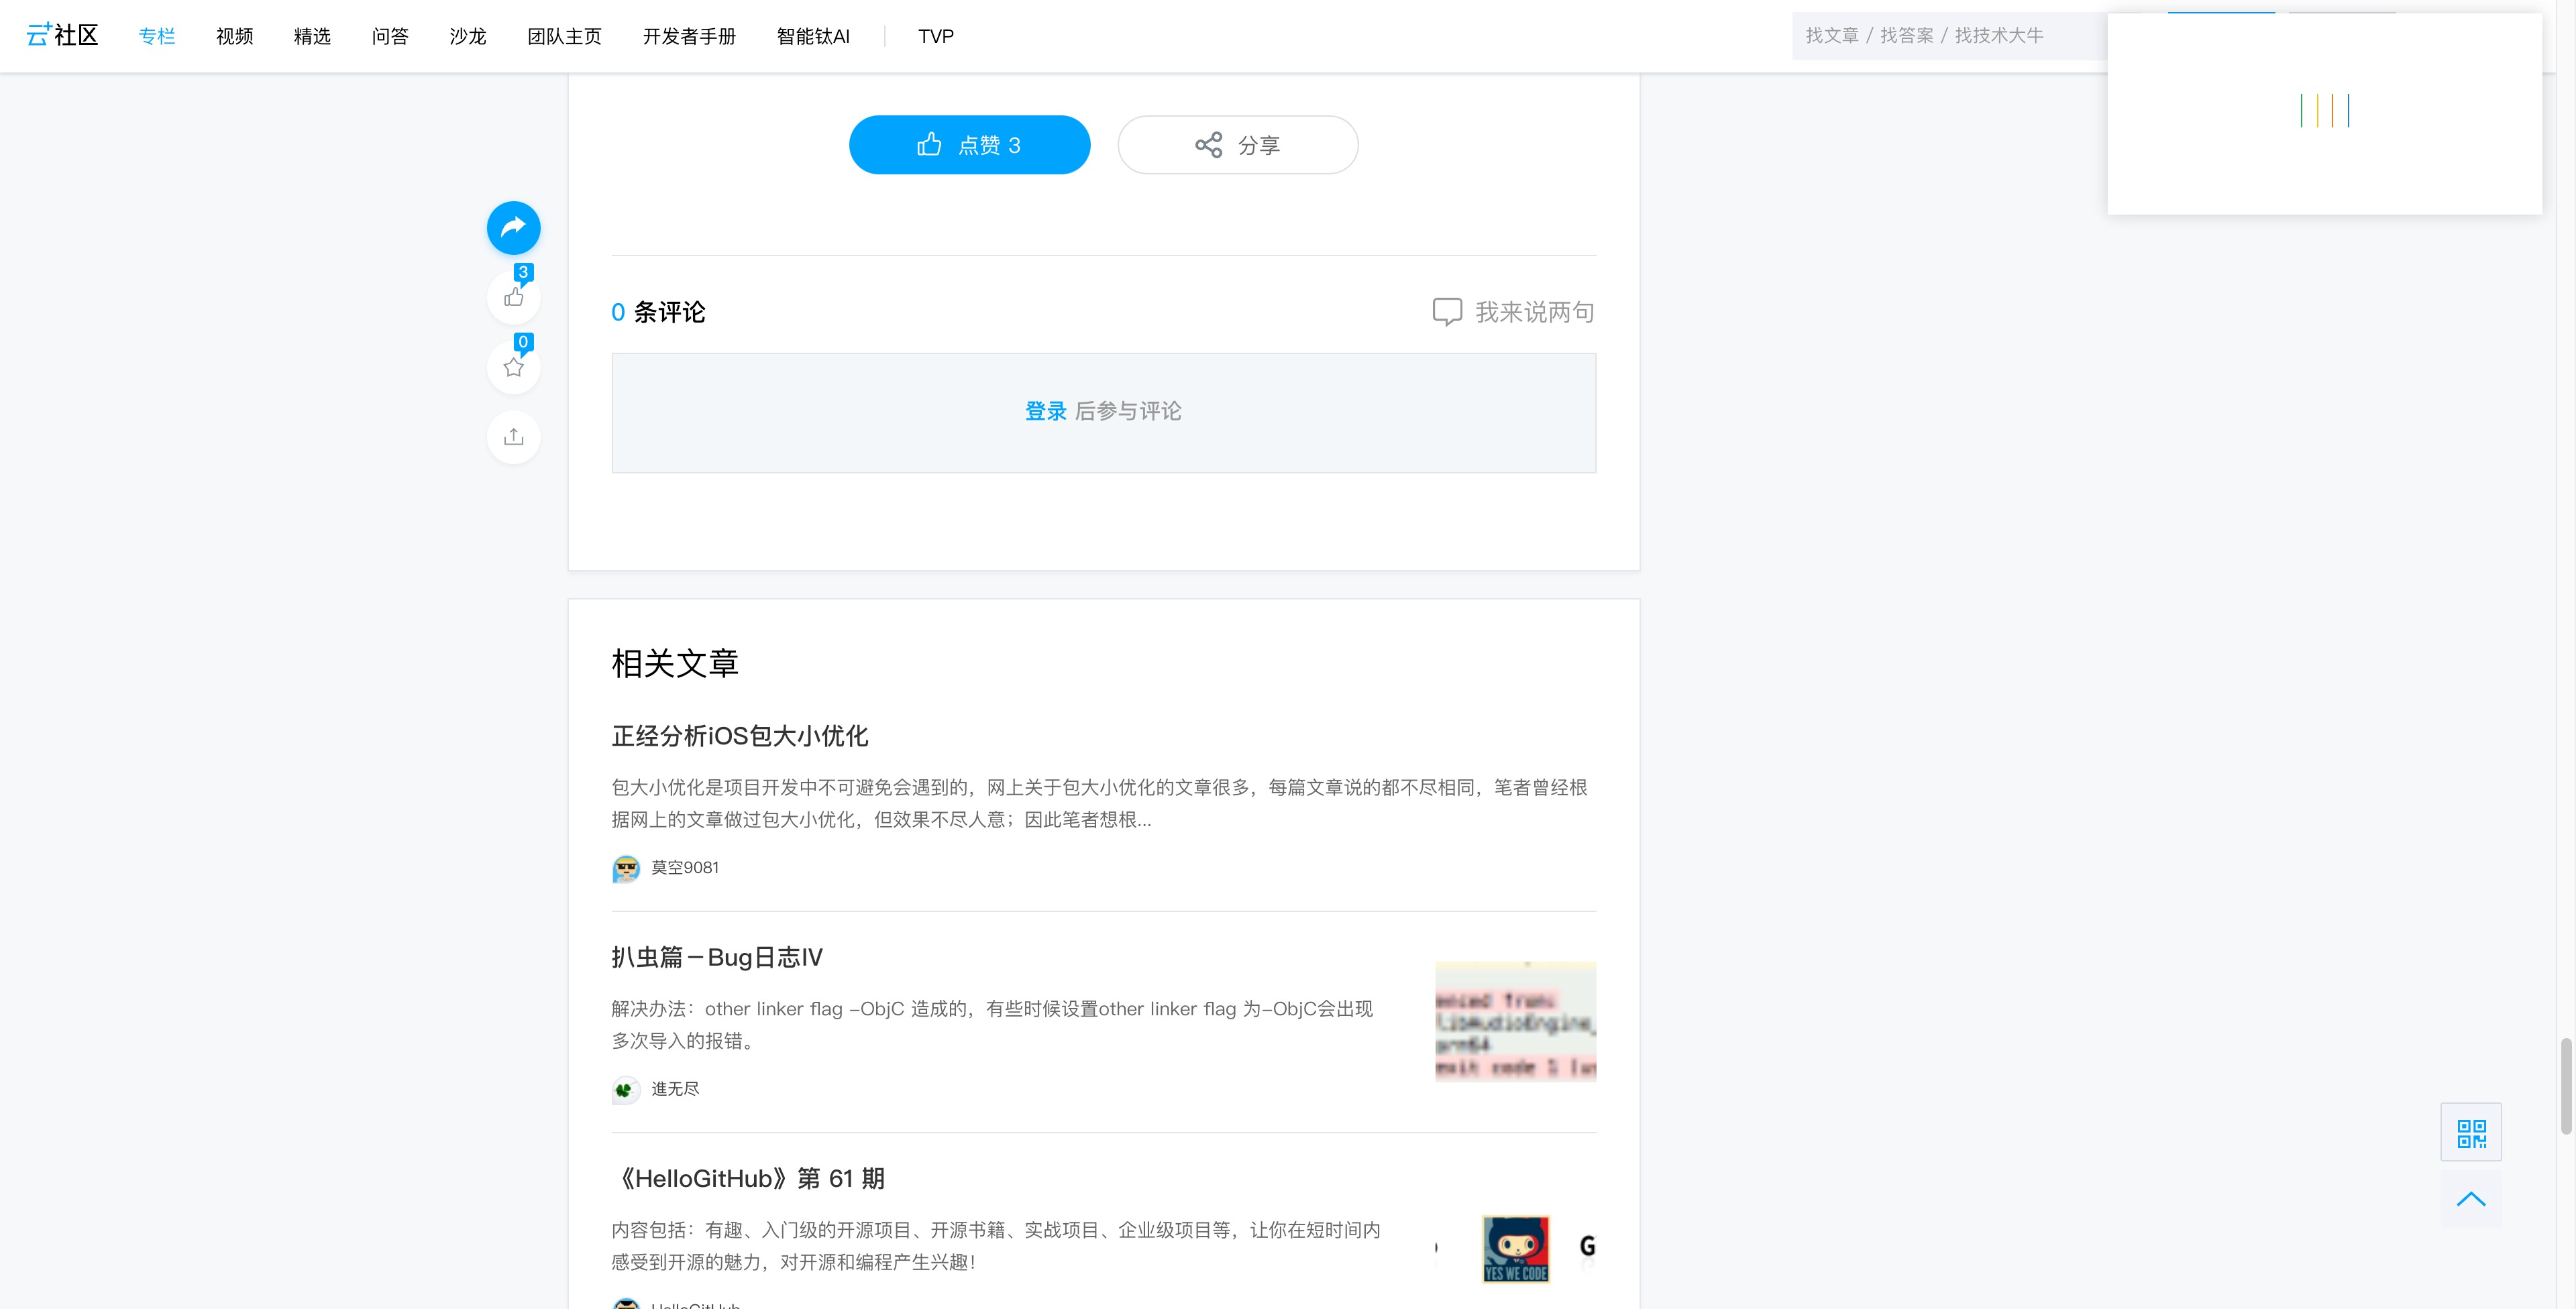 云+社区 专栏 视频 精选 问答 沙龙 团队主页 开发者手册 智能钛AI TVP 找文章 / 找答案 / 找技术大牛
点赞 3 分享
3
0
0 条评论 我来说两句
登录 后参与评论
相关文章
正经分析iOS包大小优化
包大小优化是项目开发中不可避免会遇到的，网上关于包大小优化的文章很多，每篇文章说的都不尽相同，笔者曾经根
据网上的文章做过包大小优化，但效果不尽人意；因此笔者想根...
莫空9081
扒虫篇－Bug日志Ⅳ
解决办法：other linker flag -ObjC 造成的，有些时候设置other linker flag 为-ObjC会出现
多次导入的报错。
enced from:
libAudioEngine_
arm64
exit code 1 (us
進无尽
《HelloGitHub》第 61 期
内容包括：有趣、入门级的开源项目、开源书籍、实战项目、企业级项目等，让你在短时间内
感受到开源的魅力，对开源和编程产生兴趣！
YES WE CODE
G
HelloGitHub